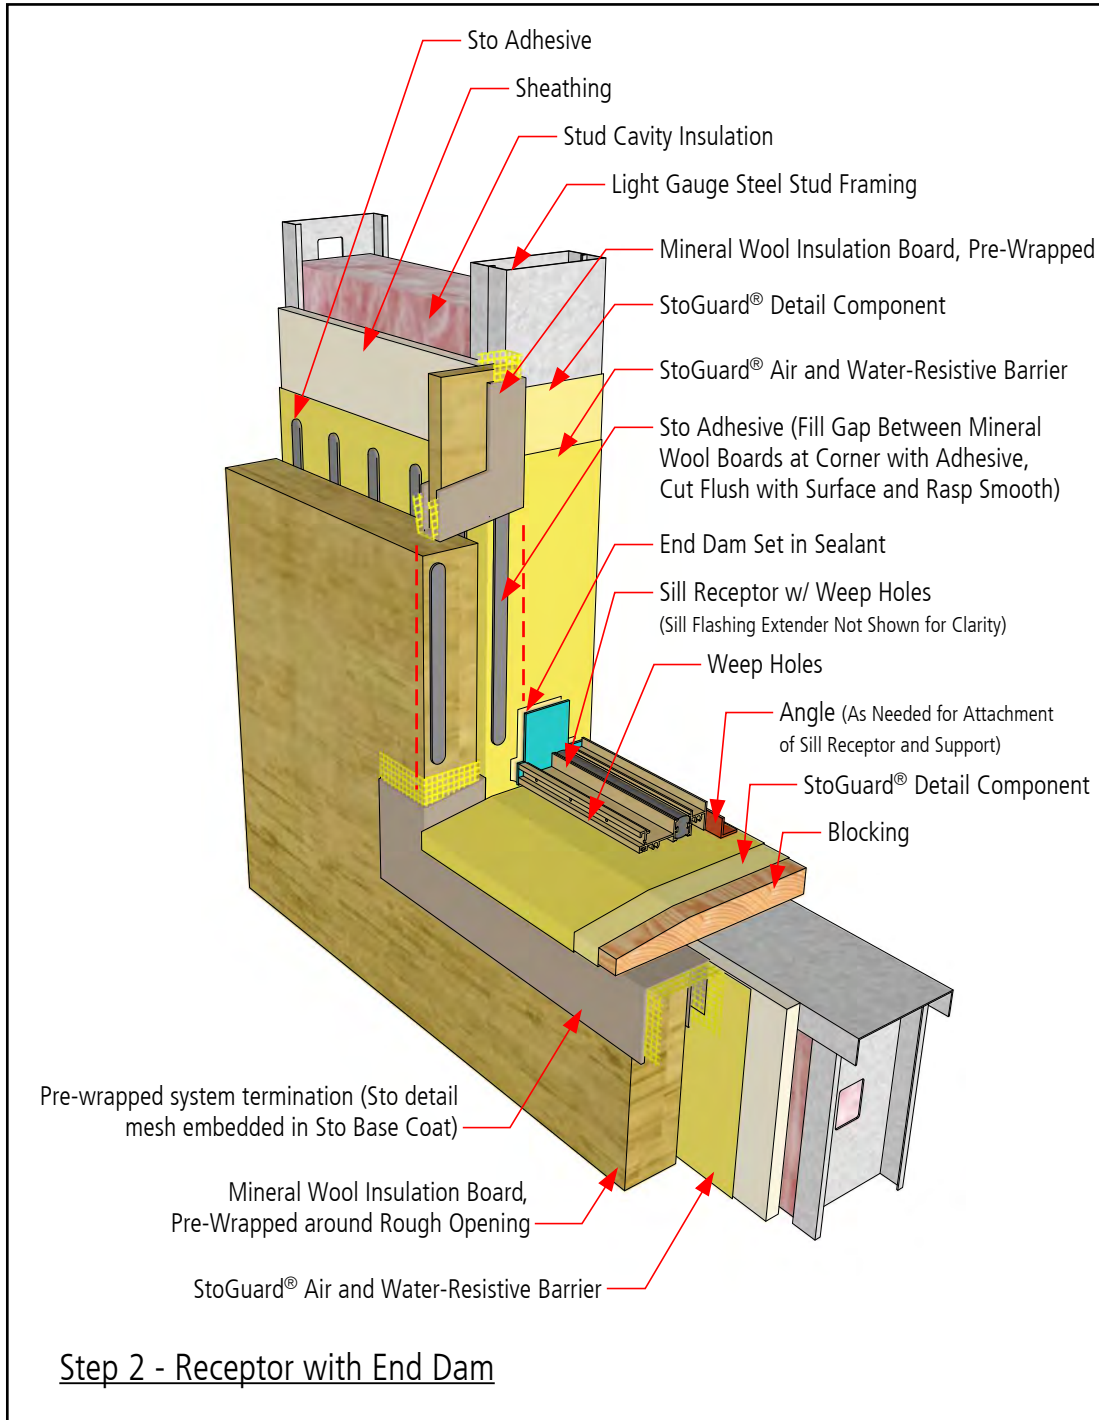 Sto Adhesive
Sheathing
Stud Cavity Insulation
Light Gauge Steel Stud Framing
Mineral Wool Insulation Board, Pre-Wrapped
StoGuard® Detail Component
StoGuard® Air and Water-Resistive Barrier
Sto Adhesive (Fill Gap Between Mineral
Wool Boards at Corner with Adhesive,
Cut Flush with Surface and Rasp Smooth)
End Dam Set in Sealant
Sill Receptor w/ Weep Holes
(Sill Flashing Extender Not Shown for Clarity)
Weep Holes
Angle (As Needed for Attachment
of Sill Receptor and Support)
StoGuard® Detail Component
Blocking
Pre-wrapped system termination (Sto detail
mesh embedded in Sto Base Coat)
Mineral Wool Insulation Board,
Pre-Wrapped around Rough Opening
StoGuard® Air and Water-Resistive Barrier
Step 2 - Receptor with End Dam